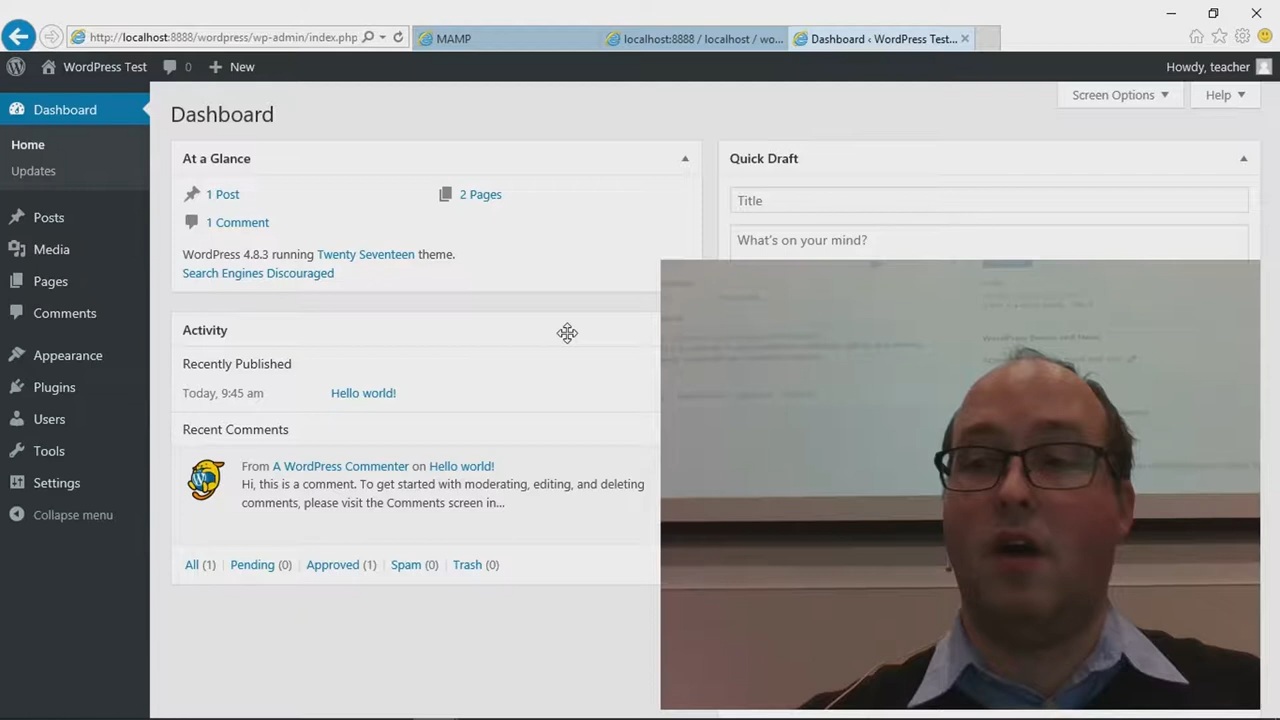 http://localhost:8888/wordpress/wp-admin/index.php
MAMP
localhost:8888 / localhost / wo...
Dashboard ‹ WordPress Test...
WordPress Test
0
New
Howdy, teacher
Dashboard
Home
Updates
Posts
Media
Pages
Comments
Appearance
Plugins
Users
Tools
Settings
Collapse menu
Screen Options
Help
Dashboard
At a Glance
1 Post
2 Pages
1 Comment
WordPress 4.8.3 running Twenty Seventeen theme.
Search Engines Discouraged
Activity
Recently Published
Today, 9:45 am
Hello world!
Recent Comments
From A WordPress Commenter on Hello world!
Hi, this is a comment. To get started with moderating, editing, and deleting
comments, please visit the Comments screen in...
All (1) | Pending (0) | Approved (1) | Spam (0) | Trash (0)
Quick Draft
Title
What's on your mind?